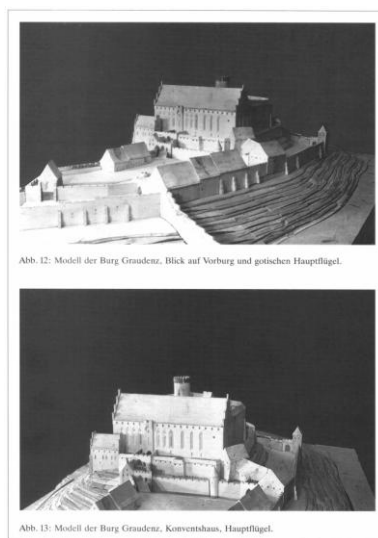 Abb. 12: Modell der Burg Graudenz, Blick auf Vorburg und gotischen Hauptflügel.
Abb. 13: Modell der Burg Graudenz, Konventshaus, Hauptflügel.